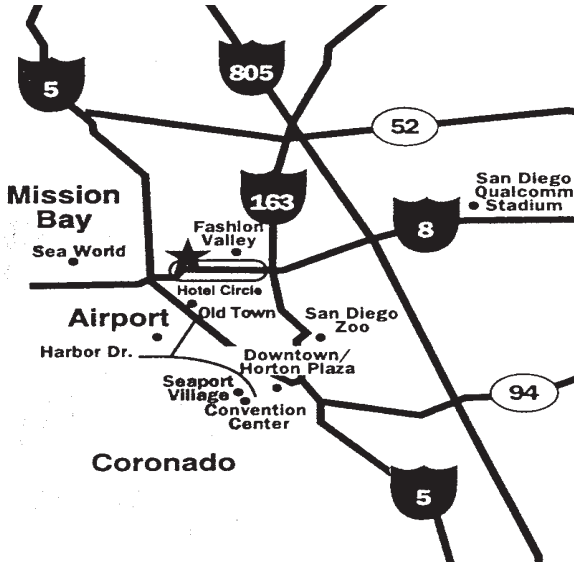 805
5
52
San Diego
Qualcomm
Stadium
163
Mission
Bay
8
Fashion
Valley
Sea World
Hotel Circle
Old Town
San Diego
Zoo
Airport
Harbor Dr.
Downtown/
Horton Plaza
Seaport
Village
94
Convention
Center
Coronado
5